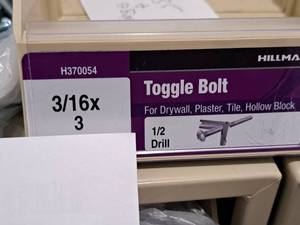 H370054
HILLMA
3/16x
3
Toggle Bolt
For Drywall, Plaster, Tile, Hollow Block
1/2
Drill